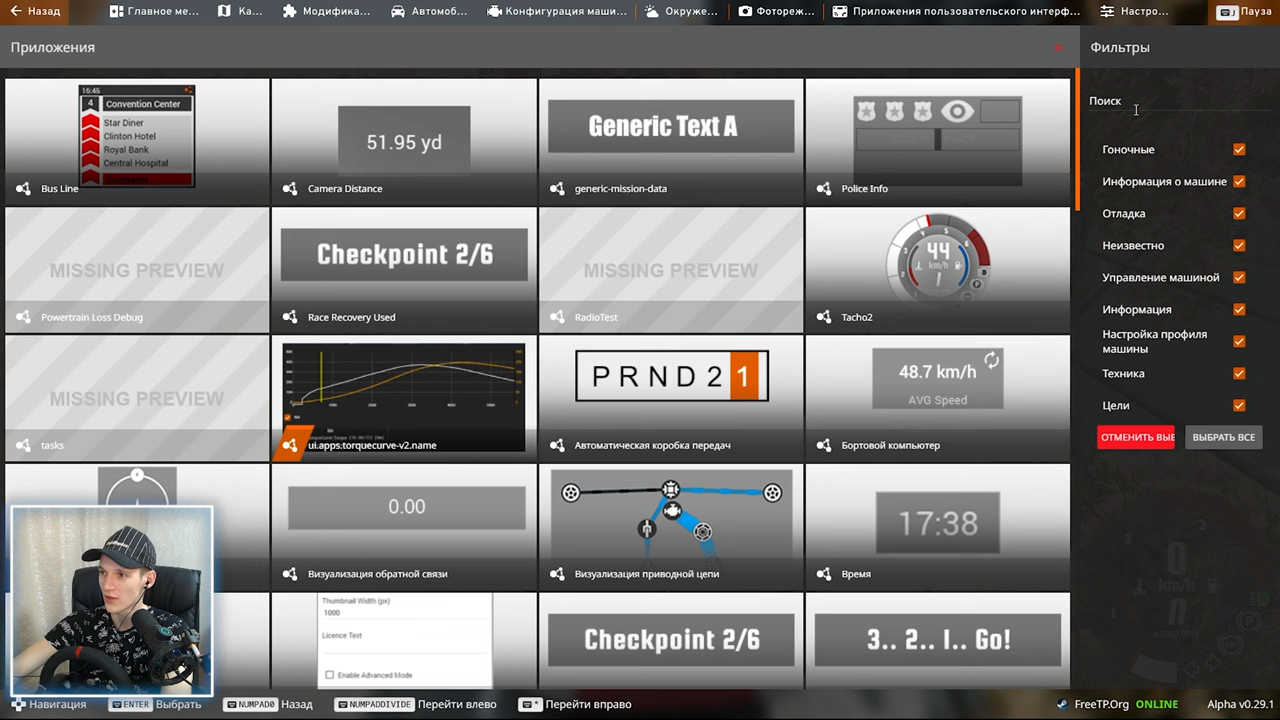 Назад
Главное ме...
Ка...
Модифика...
Автомоб...
Конфигурация маши...
Окруже...
Фотореж...
Приложения пользовательского интерф...
Настро...
Пауза
Приложения
Фильтры
16:45
4 Convention Center
Star Diner
Clinton Hotel
Royal Bank
Central Hospital
Bus Line
51.95 yd
Camera Distance
Generic Text A
generic-mission-data
Police Info
Поиск
Гоночные
Информация о машине
Отладка
Неизвестно
Управление машиной
Информация
Настройка профиля
машины
Техника
Цели
ОТМЕНИТЬ ВЫЕ
ВЫБРАТЬ ВСЕ
MISSING PREVIEW
Powertrain Loss Debug
Checkpoint 2/6
Race Recovery Used
MISSING PREVIEW
RadioTest
44
km/h
Tacho2
MISSING PREVIEW
tasks
ui.apps.torquecurve-v2.name
P R N D 2 1
Автоматическая коробка передач
48.7 km/h
AVG Speed
Бортовой компьютер
0.00
Визуализация обратной связи
Визуализация приводной цепи
17:38
Время
Thumbnail Width (px)
1000
Licence Text
Enable Advanced Mode
Checkpoint 2/6
3.. 2.. 1.. Go!
0
km/h
Навигация
ENTER Выбрать
NUMPAD0 Назад
NUMPADDIVIDE Перейти влево
* Перейти вправо
FreeTP.Org ONLINE
Alpha v0.29.1